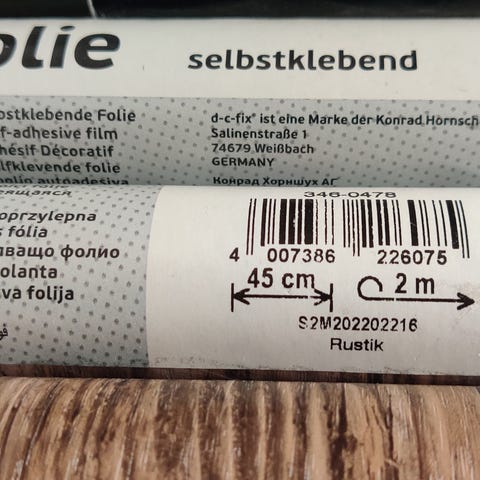 olie
selbstklebend
bstklebende Folie
f-adhesive film
hésif Décoratif
lfklevende folie
d-c-fix® ist eine Marke der Konrad Hornsch
Salinenstraße 1
74679 Weißbach
GERMANY
Конрад Хорншух АГ
oprzylepna
s fólia
пващо фолио
olanta
va folija
346-0478
4 007386 226075
45 cm
2 m
S2M202202216
Rustik